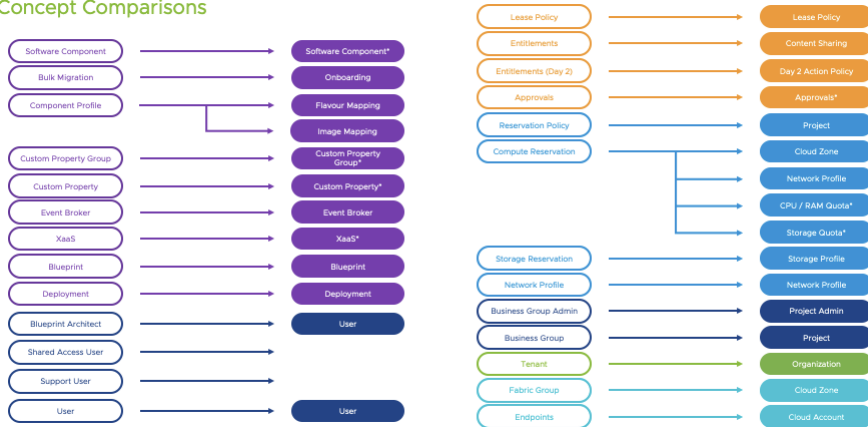 Concept Comparisons
Software Component
Software Component*
Bulk Migration
Onboarding
Component Profile
Flavour Mapping
Image Mapping
Custom Property Group
Custom Property
Group*
Custom Property
Custom Property*
Event Broker
Event Broker
XaaS
XaaS*
Blueprint
Blueprint
Deployment
Deployment
Blueprint Architect
User
Shared Access User
Support User
User
User
Lease Policy
Lease Policy
Entitlements
Content Sharing
Entitlements (Day 2)
Day 2 Action Policy
Approvals
Approvals*
Reservation Policy
Project
Compute Reservation
Cloud Zone
Network Profile
CPU / RAM Quota*
Storage Quota*
Storage Reservation
Storage Profile
Network Profile
Network Profile
Business Group Admin
Project Admin
Business Group
Project
Tenant
Organization
Fabric Group
Cloud Zone
Endpoints
Cloud Account